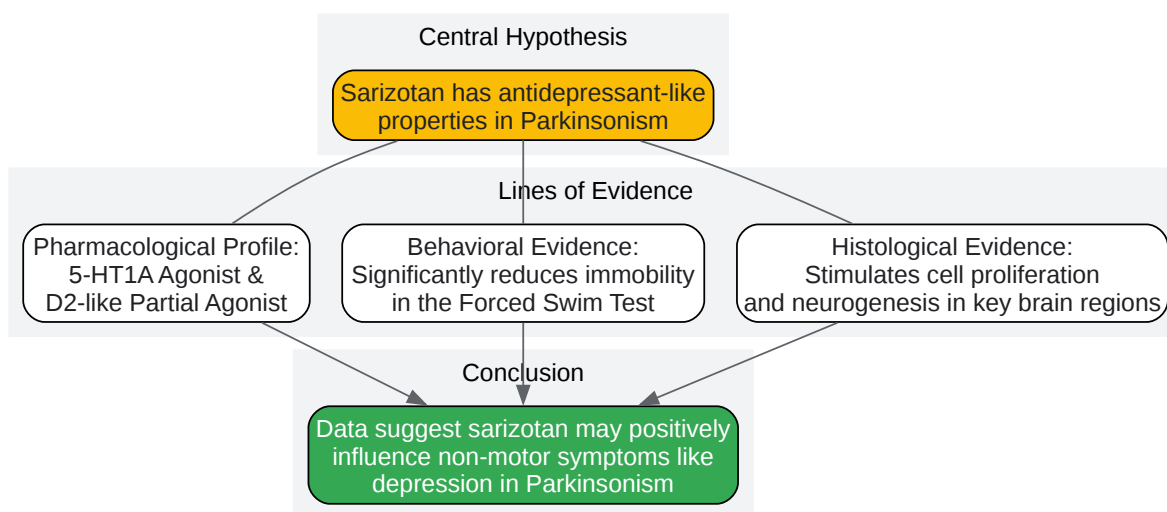 Central Hypothesis
Sarizotan has antidepressant-like
properties in Parkinsonism
Lines of Evidence
Pharmacological Profile:
5-HT1A Agonist &
D2-like Partial Agonist
Behavioral Evidence:
Significantly reduces immobility
in the Forced Swim Test
Histological Evidence:
Stimulates cell proliferation
and neurogenesis in key brain regions
Conclusion
Data suggest sarizotan may positively
influence non-motor symptoms like
depression in Parkinsonism